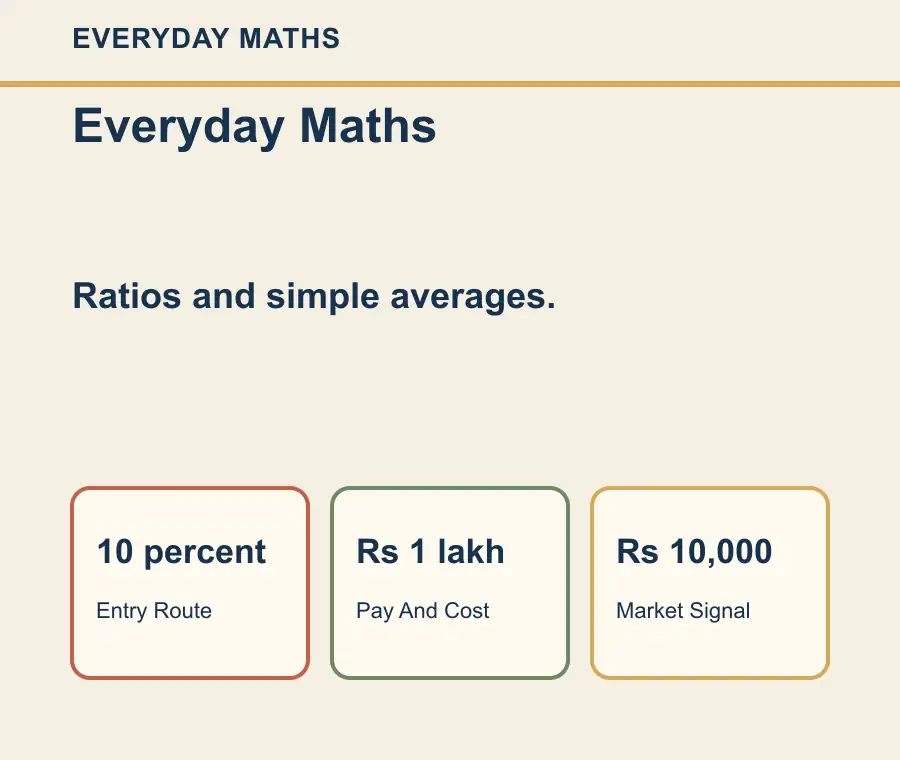 EVERYDAY MATHS
Everyday Maths
Ratios and simple averages.
10 percent
Entry Route
Rs 1 lakh
Pay And Cost
Rs 10,000
Market Signal